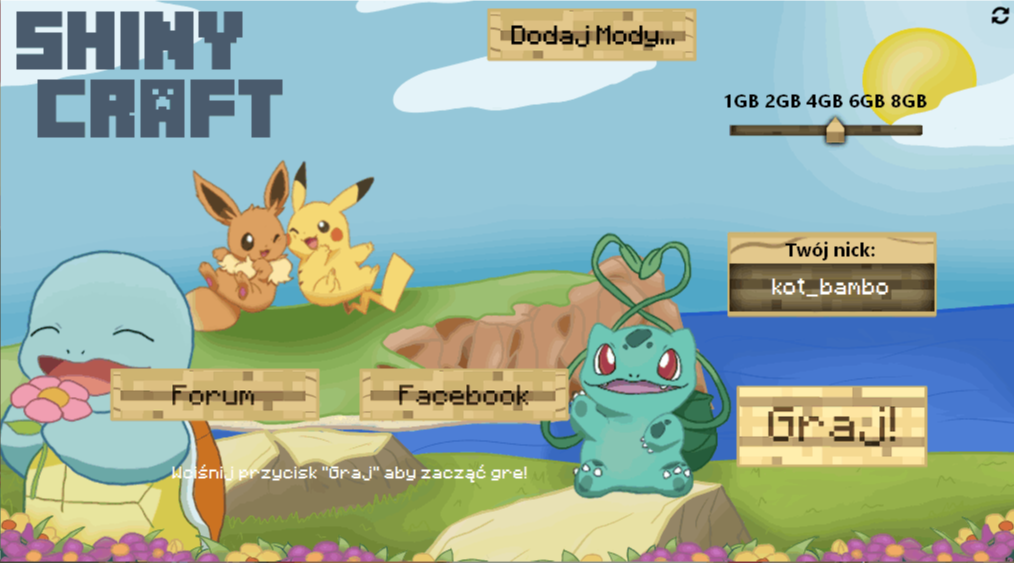 SHINY
CRAFT
Dodaj Mody...
1GB 2GB 4GB 6GB 8GB
Twój nick:
kot_bambo
Forum
Facebook
Graj!
Wciśnij przycisk "Graj" aby zacząć grę!